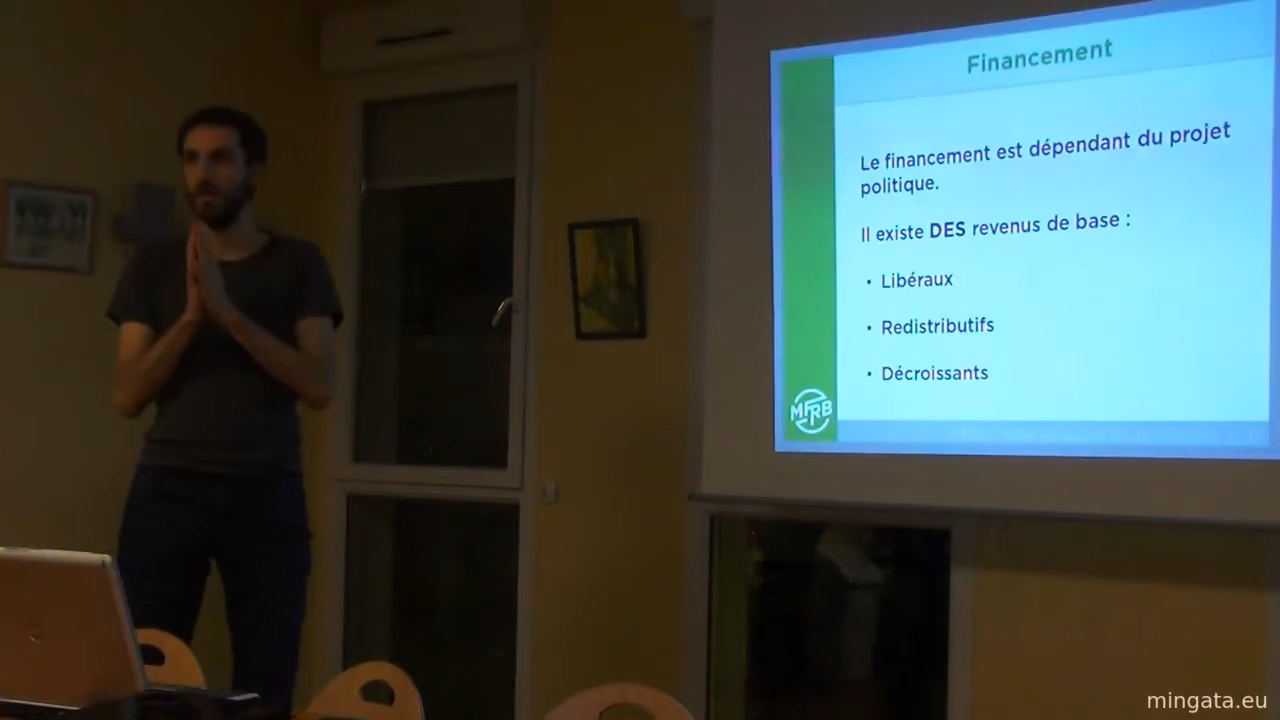 Financement
Le financement est dépendant du projet
politique.
Il existe DES revenus de base :
• Libéraux
• Redistributifs
• Décroissants
MFRB
mingata.eu